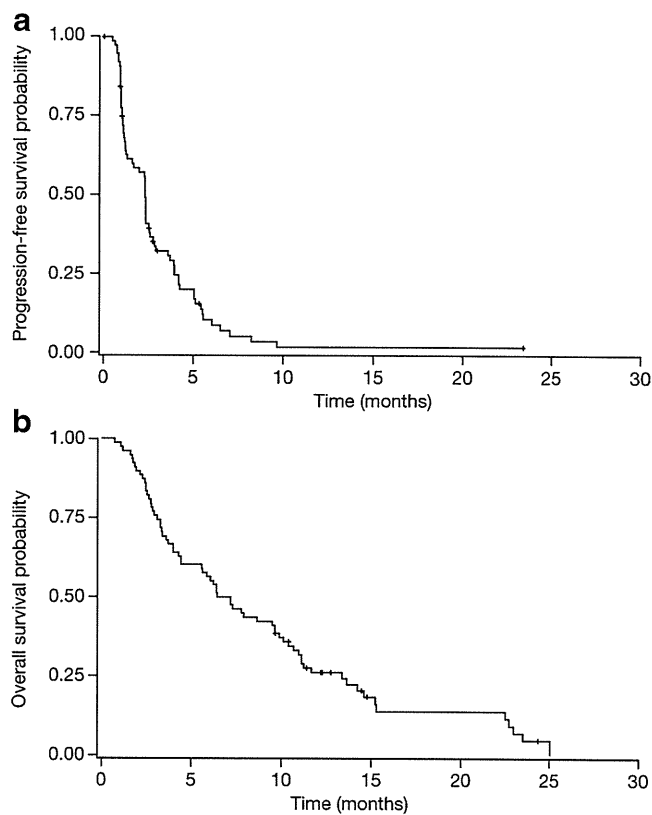 a
Progression-free survival probability
1.00
0.75
0.50
0.25
0.00
0 5 10 15 20 25 30
Time (months)
b
Overall survival probability
1.00
0.75
0.50
0.25
0.00
0 5 10 15 20 25 30
Time (months)